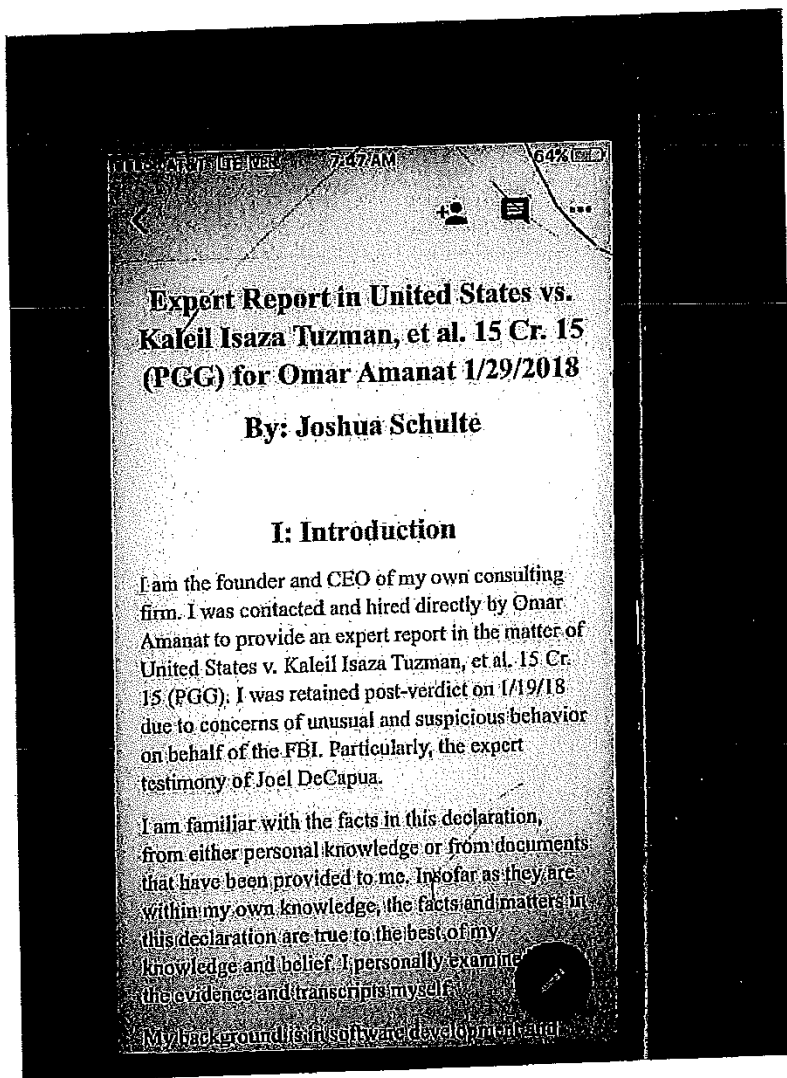 AT&T LTE 7:47 AM 64%
Expert Report in United States vs.
Kaleil Isaza Tuzman, et al. 15 Cr. 15
(PGG) for Omar Amanat 1/29/2018
By: Joshua Schulte
I: Introduction
I am the founder and CEO of my own consulting
firm. I was contacted and hired directly by Omar
Amanat to provide an expert report in the matter of
United States v. Kaleil Isaza Tuzman, et al. 15 Cr.
15 (PGG). I was retained post-verdict on 1/19/18
due to concerns of unusual and suspicious behavior
on behalf of the FBI. Particularly, the expert
testimony of Joel DeCapua.
I am familiar with the facts in this declaration,
from either personal knowledge or from documents
that have been provided to me. Insofar as they are
within my own knowledge, the facts and matters in
this declaration are true to the best of my
knowledge and belief. I personally examine
the evidence and transcripts myself.
My background is in software development and